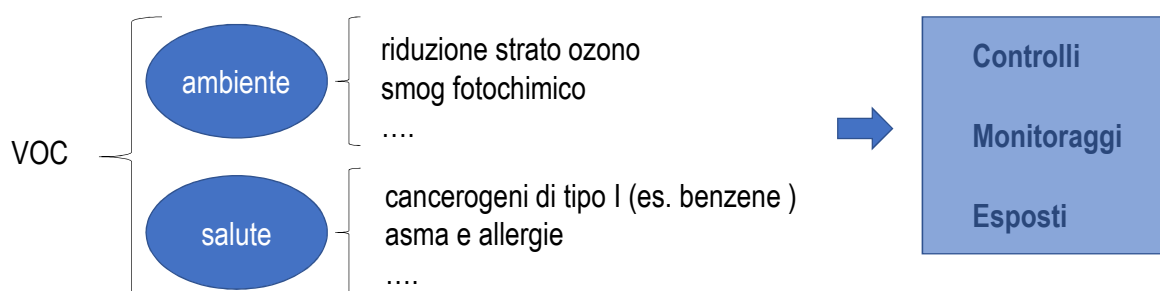 VOC
ambiente
riduzione strato ozono
smog fotochimico
….
salute
cancerogeni di tipo I (es. benzene )
asma e allergie
….
Controlli
Monitoraggi
Esposti